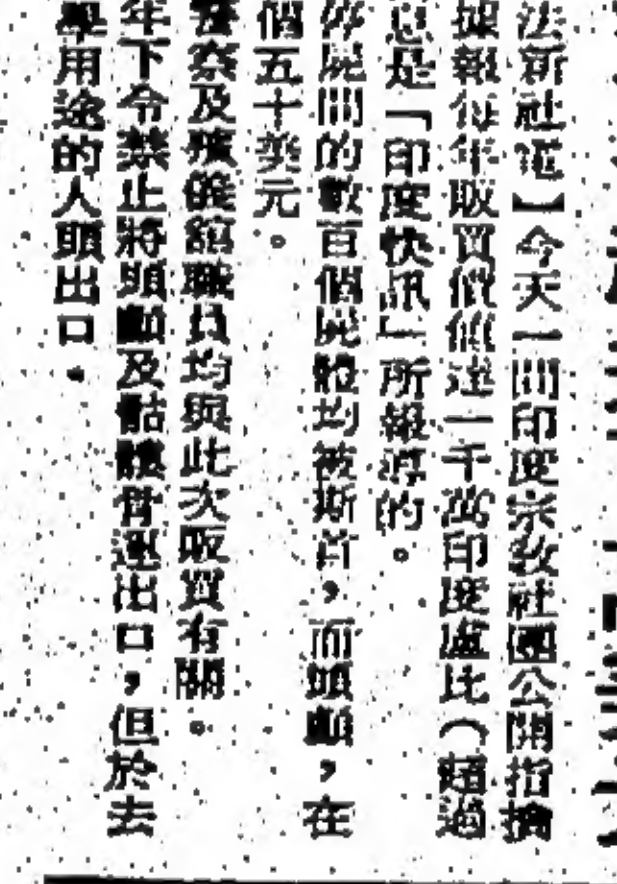 法新社電】今天一間印度宗教社團公開指摘
據報每年販買價值達一千萬印度盧比（超過
息是「印度快訊」所報導的。
停屍間的數百個屍體均被斬首，而頭顱，在
個五十美元。
警察及殯儀館職員均與此次販買有關。
年下令禁止將頭顱及骷髏骨運出口，但於去
學用途的人頭出口。